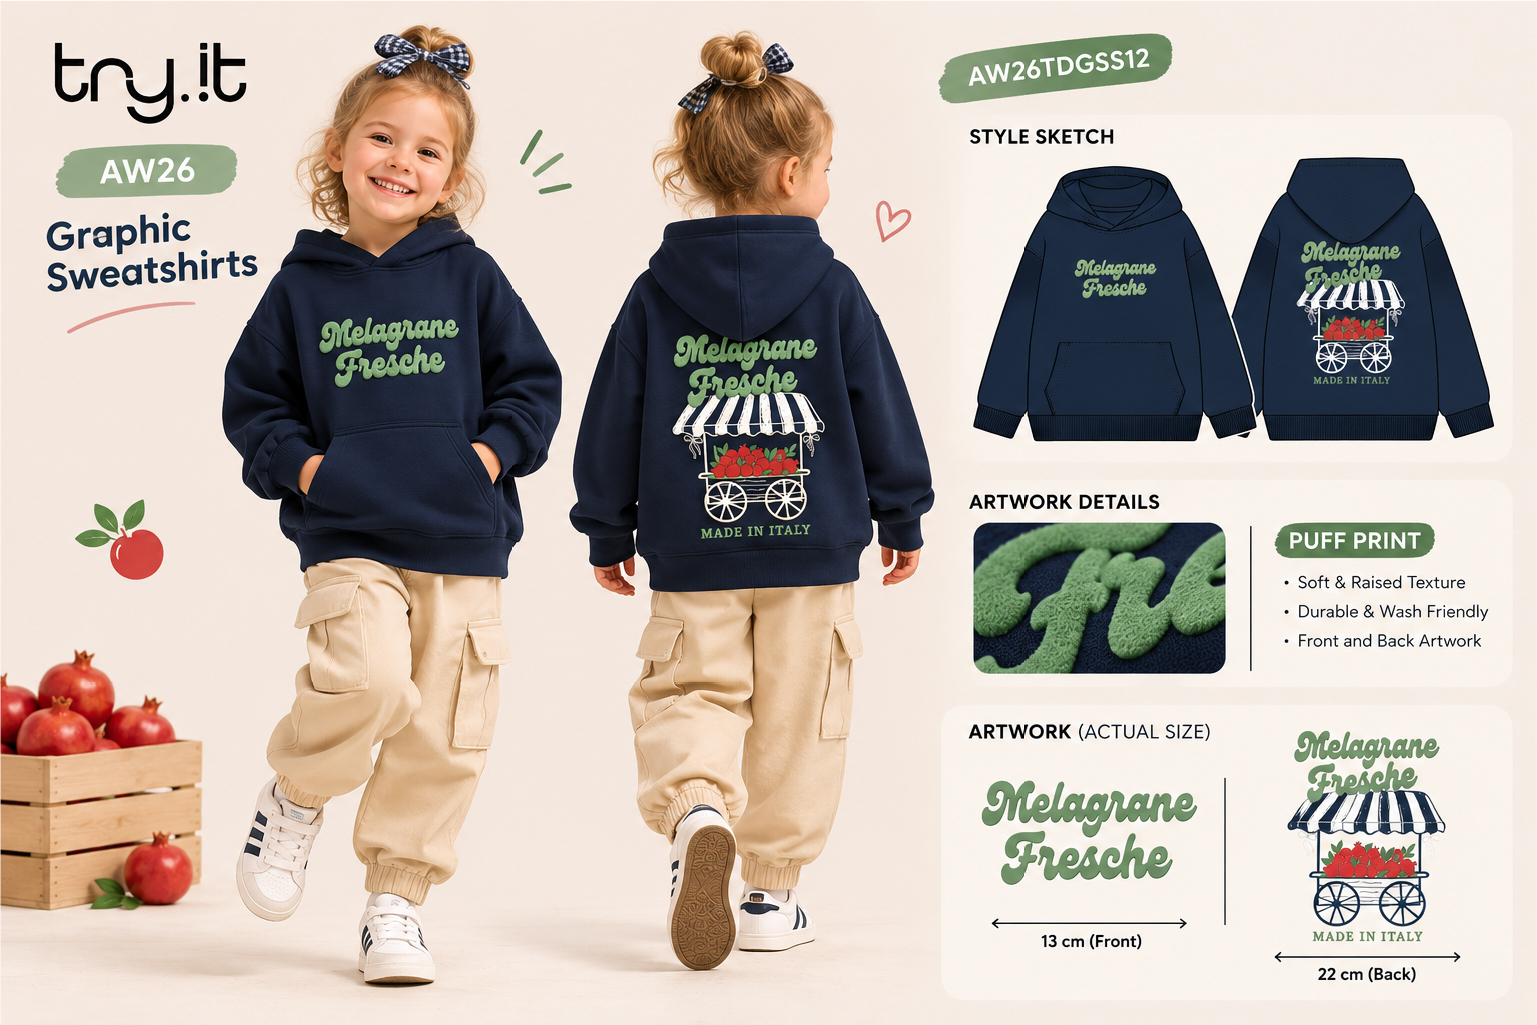 try.it
AW26
Graphic
Sweatshirts
Melagrane
Fresche
Melagrane
Fresche
MADE IN ITALY
AW26TDGSS12
STYLE SKETCH
Melagrane
Fresche
Melagrane
Fresche
MADE IN ITALY
ARTWORK DETAILS
Fre
PUFF PRINT
• Soft & Raised Texture
• Durable & Wash Friendly
• Front and Back Artwork
ARTWORK (ACTUAL SIZE)
Melagrane
Fresche
13 cm (Front)
Melagrane
Fresche
MADE IN ITALY
22 cm (Back)